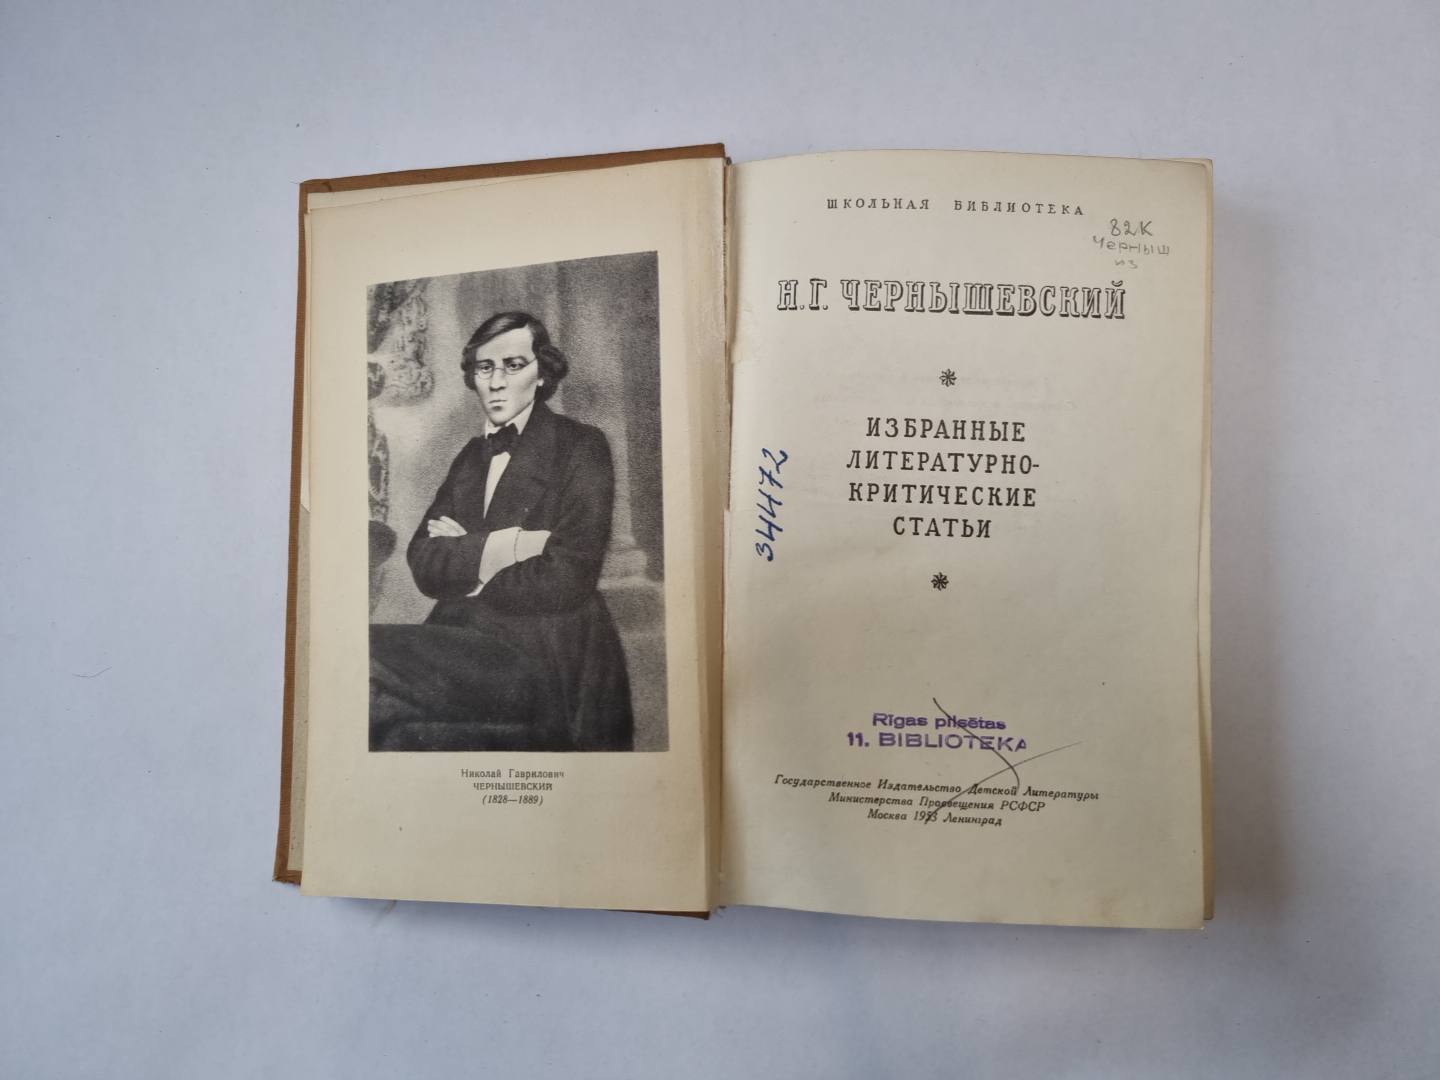 Николай Гаврилович
ЧЕРНЫШЕВСКИЙ
(1828—1889)
ШКОЛЬНАЯ БИБЛИОТЕКА
82К
Черныш
из
Н. Г. ЧЕРНЫШЕВСКИЙ
ИЗБРАННЫЕ
ЛИТЕРАТУРНО-
КРИТИЧЕСКИЕ
СТАТЬИ
34472
Rīgas pilsētas
11. BIBLIOTEKA
Государственное Издательство Детской Литературы
Министерства Просвещения РСФСР
Москва 1953 Ленинград